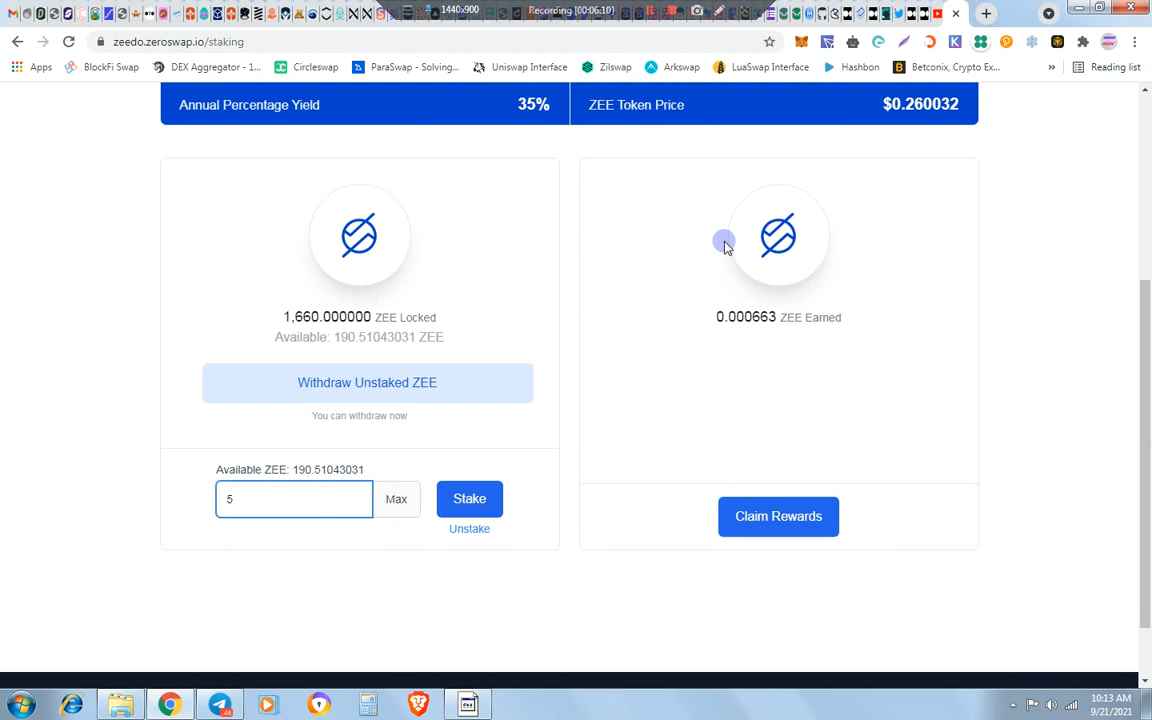 1440x900
Recording [00:06:10]
zeedo.zeroswap.io/staking
Apps
BlockFi Swap
DEX Aggregator - 1...
Circleswap
ParaSwap - Solving...
Uniswap Interface
Zilswap
Arkswap
LuaSwap Interface
Hashbon
Betconix, Crypto Ex...
»
Reading list
Annual Percentage Yield 35%
ZEE Token Price $0.260032
1,660.000000 ZEE Locked
Available: 190.51043031 ZEE
Withdraw Unstaked ZEE
You can withdraw now
Available ZEE: 190.51043031
5 Max Stake
Unstake
0.000663 ZEE Earned
Claim Rewards
10:13 AM
9/21/2021